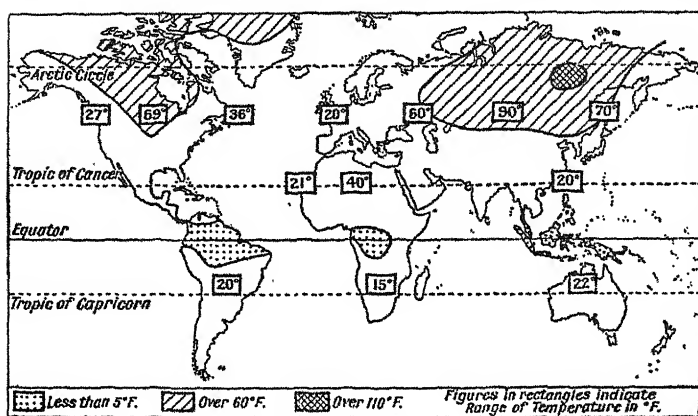 Arctic Circle
27° 69° 36° 20° 60° 90° 70°
Tropic of Cancer
21° 40° 20°
Equator
20° 15° 22°
Tropic of Capricorn
Less than 5°F. Over 60°F. Over 110°F. Figures in rectangles indicate
Range of Temperature in °F.